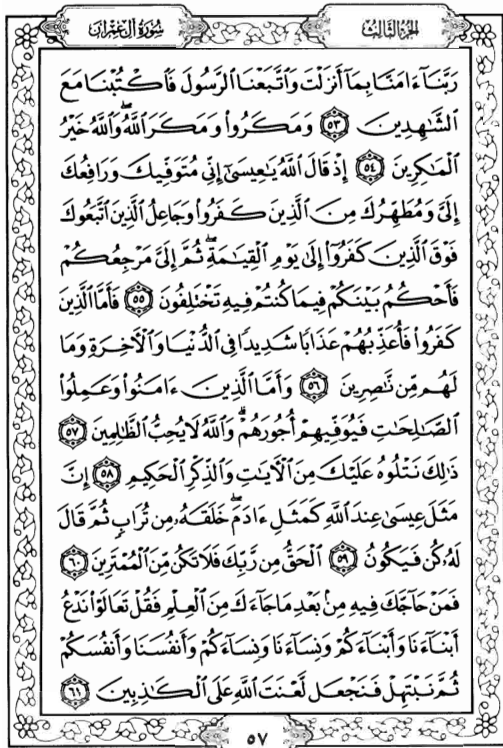 الجزء الثالث
سورة آل عمران
رَبَّنَآ ءَامَنَّا بِمَآ أَنزَلْتَ وَٱتَّبَعْنَا ٱلرَّسُولَ فَٱكْتُبْنَا مَعَ
ٱلشَّٰهِدِينَ ٥٣ وَمَكَرُوا۟ وَمَكَرَ ٱللَّهُ ۖ وَٱللَّهُ خَيْرُ
ٱلْمَٰكِرِينَ ٥٤ إِذْ قَالَ ٱللَّهُ يَٰعِيسَىٰٓ إِنِّى مُتَوَفِّيكَ وَرَافِعُكَ
إِلَىَّ وَمُطَهِّرُكَ مِنَ ٱلَّذِينَ كَفَرُوا۟ وَجَاعِلُ ٱلَّذِينَ ٱتَّبَعُوكَ
فَوْقَ ٱلَّذِينَ كَفَرُوٓا۟ إِلَىٰ يَوْمِ ٱلْقِيَٰمَةِ ۖ ثُمَّ إِلَىَّ مَرْجِعُكُمْ
فَأَحْكُمُ بَيْنَكُمْ فِيمَا كُنتُمْ فِيهِ تَخْتَلِفُونَ ٥٥ فَأَمَّا ٱلَّذِينَ
كَفَرُوا۟ فَأُعَذِّبُهُمْ عَذَابًا شَدِيدًا فِى ٱلدُّنْيَا وَٱلْءَاخِرَةِ وَمَا
لَهُم مِّن نَّٰصِرِينَ ٥٦ وَأَمَّا ٱلَّذِينَ ءَامَنُوا۟ وَعَمِلُوا۟
ٱلصَّٰلِحَٰتِ فَيُوَفِّيهِمْ أُجُورَهُمْ ۗ وَٱللَّهُ لَا يُحِبُّ ٱلظَّٰلِمِينَ ٥٧
ذَٰلِكَ نَتْلُوهُ عَلَيْكَ مِنَ ٱلْءَايَٰتِ وَٱلذِّكْرِ ٱلْحَكِيمِ ٥٨ إِنَّ
مَثَلَ عِيسَىٰ عِندَ ٱللَّهِ كَمَثَلِ ءَادَمَ ۖ خَلَقَهُۥ مِن تُرَابٍ ثُمَّ قَالَ
لَهُۥ كُن فَيَكُونُ ٥٩ ٱلْحَقُّ مِن رَّبِّكَ فَلَا تَكُن مِّنَ ٱلْمُمْتَرِينَ ٦٠
فَمَنْ حَآجَّكَ فِيهِ مِنۢ بَعْدِ مَا جَآءَكَ مِنَ ٱلْعِلْمِ فَقُلْ تَعَالَوْا۟ نَدْعُ
أَبْنَآءَنَا وَأَبْنَآءَكُمْ وَنِسَآءَنَا وَنِسَآءَكُمْ وَأَنفُسَنَا وَأَنفُسَكُمْ
ثُمَّ نَبْتَهِلْ فَنَجْعَل لَّعْنَتَ ٱللَّهِ عَلَى ٱلْكَٰذِبِينَ ٦١
٥٧